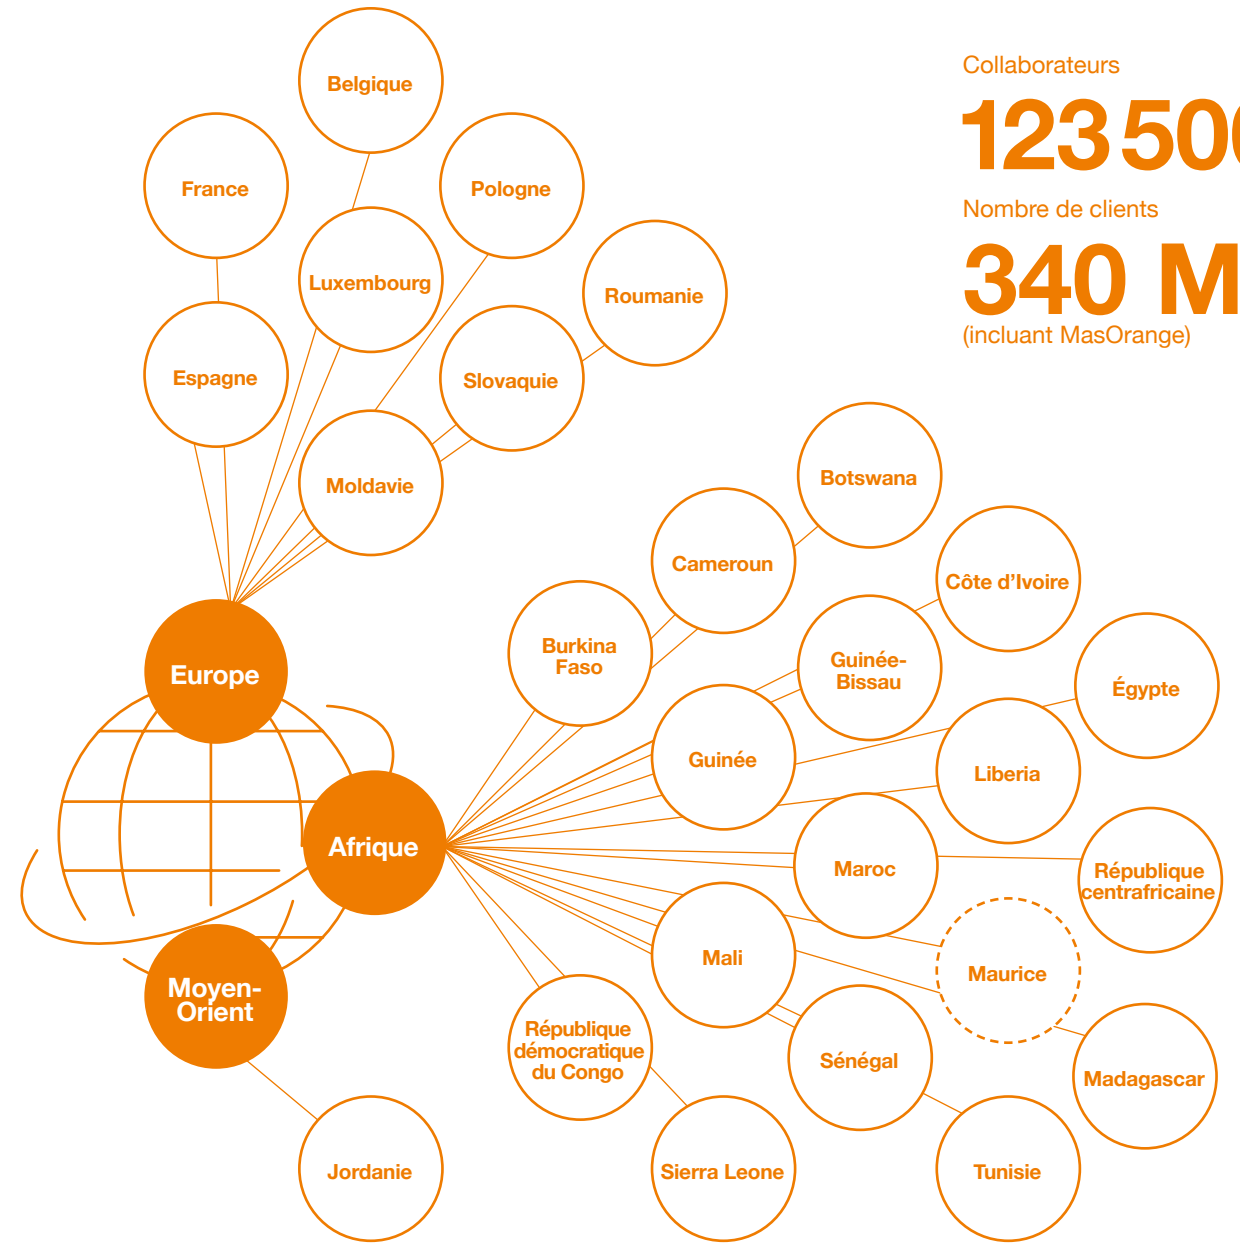 Collaborateurs
123 500
Nombre de clients
340 M
(incluant MasOrange)
Belgique
France
Pologne
Luxembourg
Roumanie
Espagne
Slovaquie
Moldavie
Europe
Botswana
Cameroun
Côte d’Ivoire
Burkina
Faso
Guinée-
Bissau
Égypte
Guinée
Liberia
Afrique
Maroc
République
centrafricaine
Mali
Maurice
Moyen-
Orient
République
démocratique
du Congo
Sénégal
Madagascar
Jordanie
Sierra Leone
Tunisie